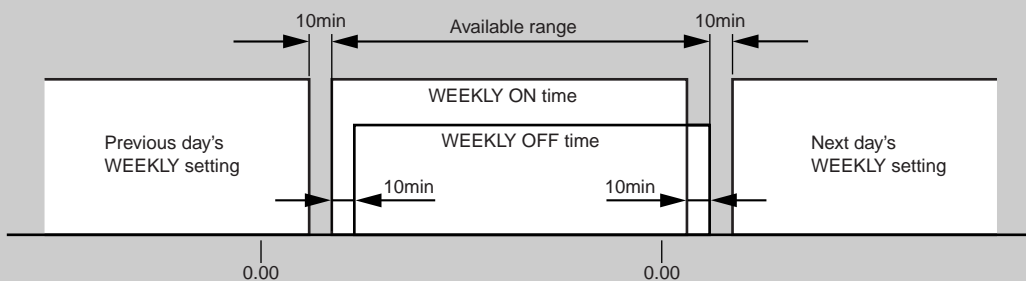 10min
Available range
10min
WEEKLY ON time
Previous day's
WEEKLY setting
WEEKLY OFF time
Next day's
WEEKLY setting
10min
10min
0.00
0.00